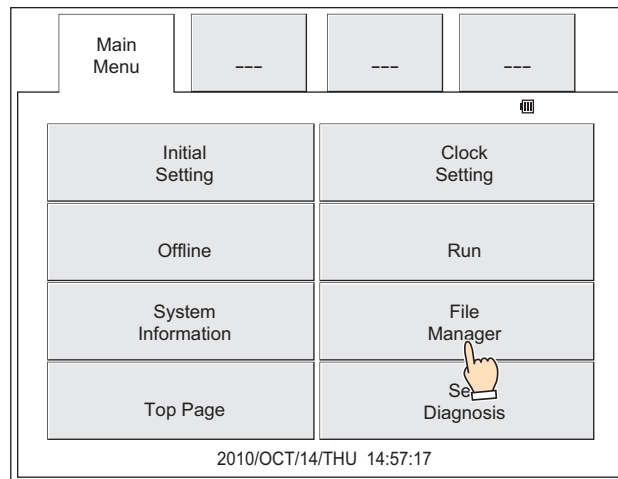 Main
Menu
---
---
---
Initial
Setting
Clock
Setting
Offline
Run
System
Information
File
Manager
Top Page
Se
Diagnosis
2010/OCT/14/THU 14:57:17